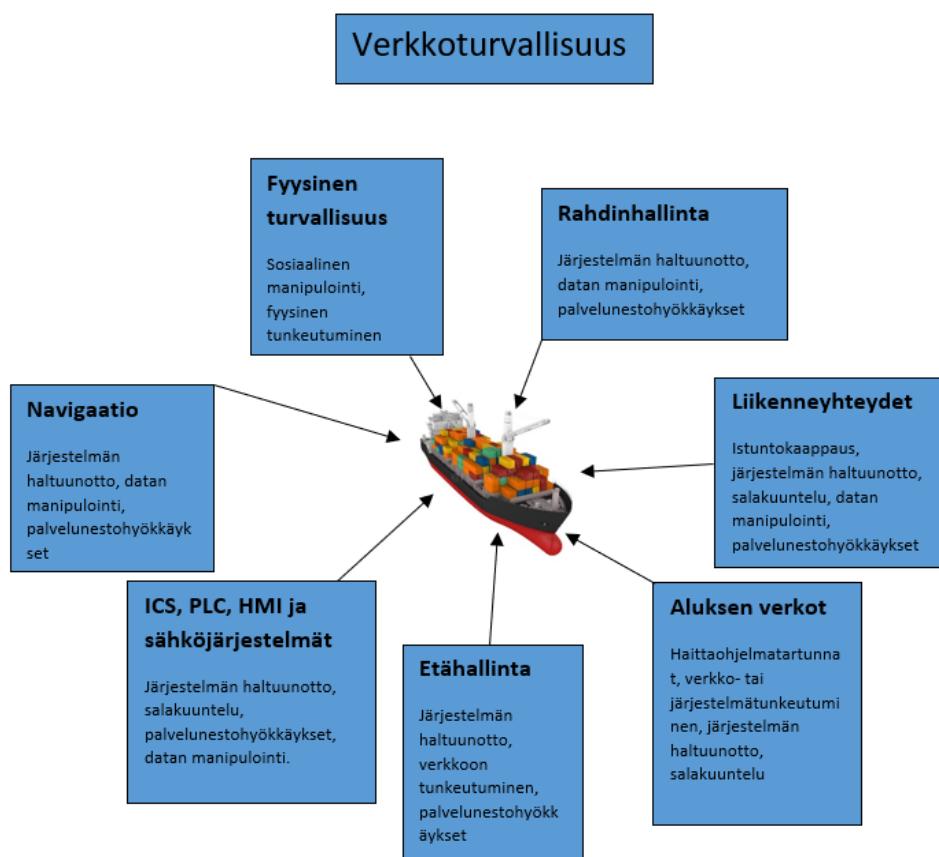 Verkkoturvallisuus
Fyysinen
turvallisuus
Sosiaalinen
manipulointi,
fyysinen
tunkeutuminen
Rahdinhallinta
Järjestelmän haltuunotto,
datan manipulointi,
palvelunestohyökkäykset
Navigaatio
Järjestelmän
haltuunotto, datan
manipulointi,
palvelunestohyökkäyk
set
Liikenneyhteydet
Istuntokaappaus,
järjestelmän haltuunotto,
salakuuntelu, datan
manipulointi,
palvelunestohyökkäykset
ICS, PLC, HMI ja
sähköjärjestelmät
Järjestelmän haltuunotto,
salakuuntelu,
palvelunestohyökkäykset,
datan manipulointi.
Etähallinta
Järjestelmän
haltuunotto,
verkkoon
tunkeutuminen,
palvelunestohyökk
äykset
Aluksen verkot
Haittaohjelmatartunna
t, verkko- tai
järjestelmätunkeutumi
nen, järjestelmän
haltuunotto,
salakuuntelu